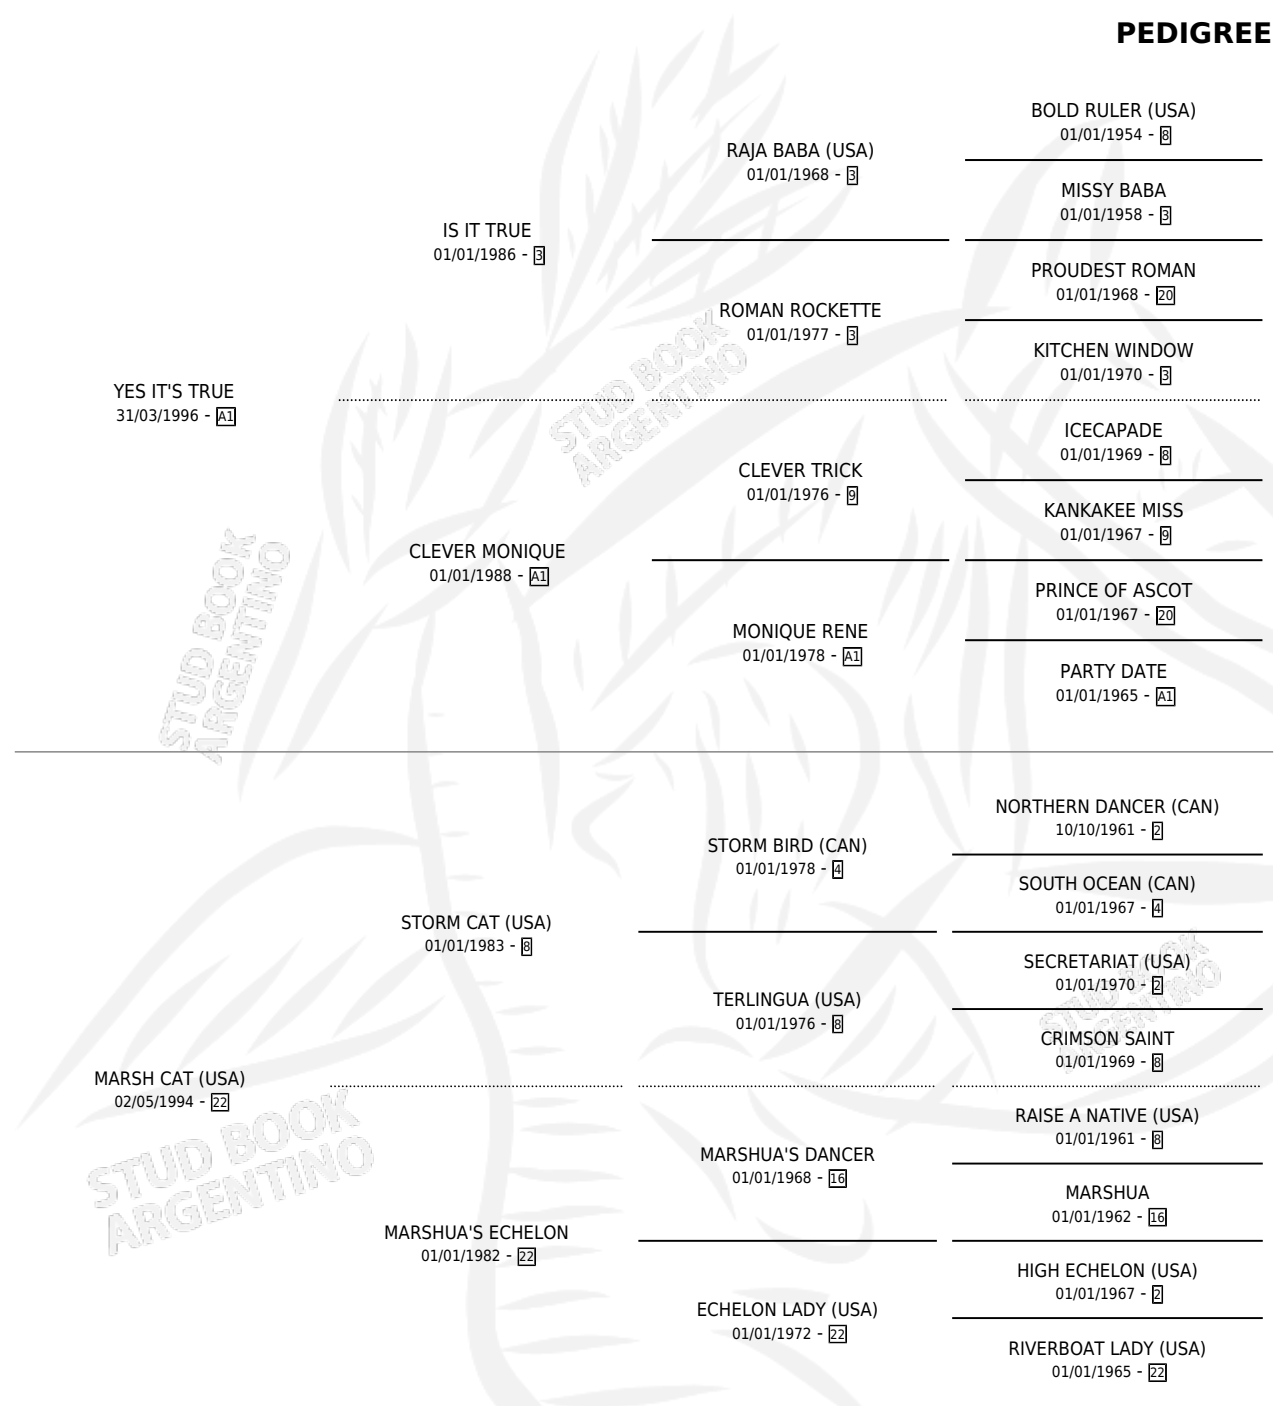 PEDIGREE
BOLD RULER (USA)
01/01/1954 - 8
RAJA BABA (USA)
01/01/1968 - 3
MISSY BABA
01/01/1958 - 3
IS IT TRUE
01/01/1986 - 3
PROUDEST ROMAN
01/01/1968 - 20
ROMAN ROCKETTE
01/01/1977 - 3
KITCHEN WINDOW
01/01/1970 - 3
YES IT'S TRUE
31/03/1996 - A1
STUD BOOK
ARGENTINO
ICECAPADE
01/01/1969 - 8
CLEVER TRICK
01/01/1976 - 9
KANKAKEE MISS
01/01/1967 - 9
CLEVER MONIQUE
01/01/1988 - A1
PRINCE OF ASCOT
01/01/1967 - 20
MONIQUE RENE
01/01/1978 - A1
PARTY DATE
01/01/1965 - A1
STUD BOOK
ARGENTINO
NORTHERN DANCER (CAN)
10/10/1961 - 2
STORM BIRD (CAN)
01/01/1978 - 4
SOUTH OCEAN (CAN)
01/01/1967 - 4
STORM CAT (USA)
01/01/1983 - 8
SECRETARIAT (USA)
01/01/1970 - 2
TERLINGUA (USA)
01/01/1976 - 8
STUD BOOK
ARGENTINO
CRIMSON SAINT
01/01/1969 - 8
MARSH CAT (USA)
02/05/1994 - 22
RAISE A NATIVE (USA)
01/01/1961 - 8
MARSHUA'S DANCER
01/01/1968 - 16
STUD BOOK
ARGENTINO
MARSHUA
01/01/1962 - 16
MARSHUA'S ECHELON
01/01/1982 - 22
HIGH ECHELON (USA)
01/01/1967 - 2
ECHELON LADY (USA)
01/01/1972 - 22
RIVERBOAT LADY (USA)
01/01/1965 - 22